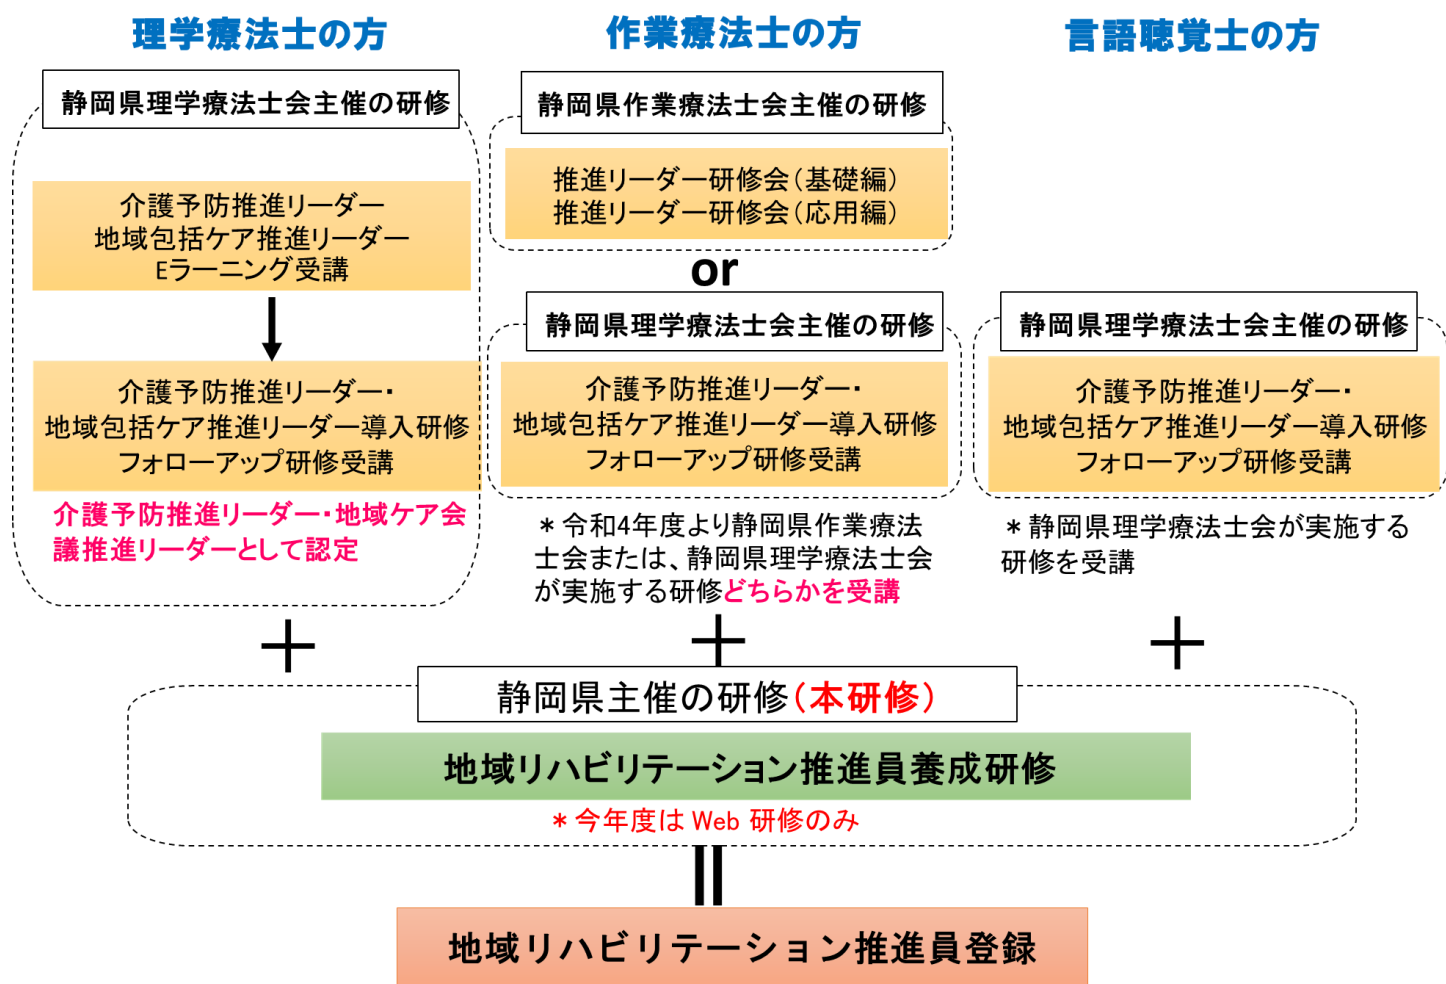 理学療法士の方
静岡県理学療法士会主催の研修
介護予防推進リーダー
地域包括ケア推進リーダー
Eラーニング受講
介護予防推進リーダー・
地域包括ケア推進リーダー導入研修
フォローアップ研修受講
介護予防推進リーダー・地域ケア会
議推進リーダーとして認定
＋
作業療法士の方
静岡県作業療法士会主催の研修
推進リーダー研修会（基礎編）
推進リーダー研修会（応用編）
or
静岡県理学療法士会主催の研修
介護予防推進リーダー・
地域包括ケア推進リーダー導入研修
フォローアップ研修受講
＊令和4年度より静岡県作業療法
士会または、静岡県理学療法士会
が実施する研修どちらかを受講
＋
言語聴覚士の方
静岡県理学療法士会主催の研修
介護予防推進リーダー・
地域包括ケア推進リーダー導入研修
フォローアップ研修受講
＊静岡県理学療法士会が実施する
研修を受講
＋
静岡県主催の研修（本研修）
地域リハビリテーション推進員養成研修
＊今年度は Web 研修のみ
地域リハビリテーション推進員登録